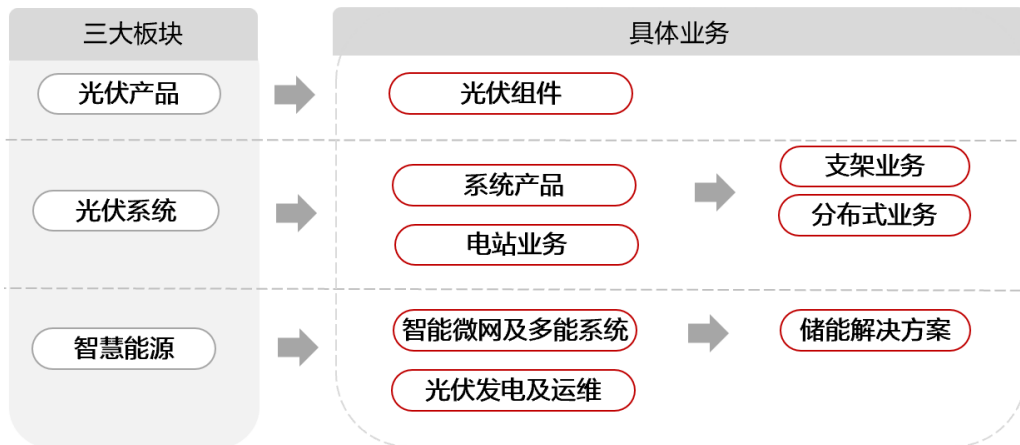 三大板块
具体业务
光伏产品
光伏组件
光伏系统
系统产品
电站业务
支架业务
分布式业务
智慧能源
智能微网及多能系统
光伏发电及运维
储能解决方案